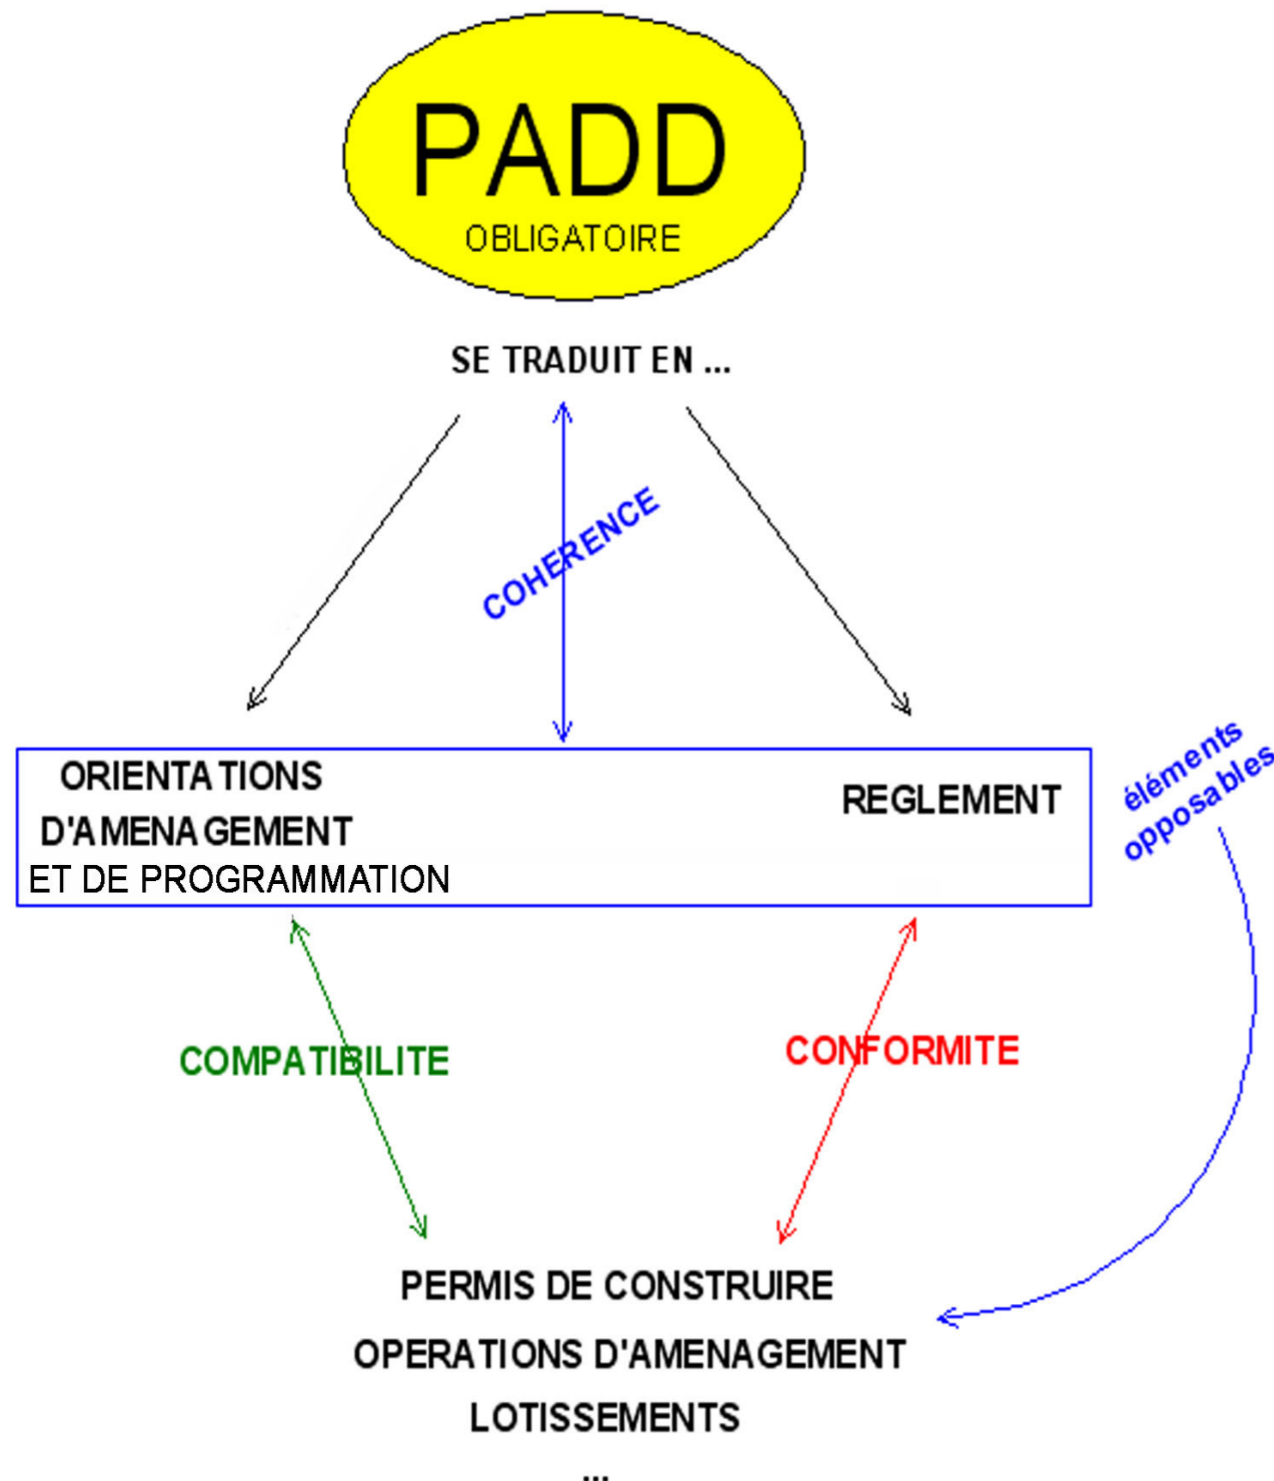 PADD
OBLIGATOIRE
SE TRADUIT EN ...
COHERENCE
ORIENTATIONS
D'AMENAGEMENT
ET DE PROGRAMMATION
REGLEMENT
éléments
opposables
COMPATIBILITE
CONFORMITE
PERMIS DE CONSTRUIRE
OPERATIONS D'AMENAGEMENT
LOTISSEMENTS
...